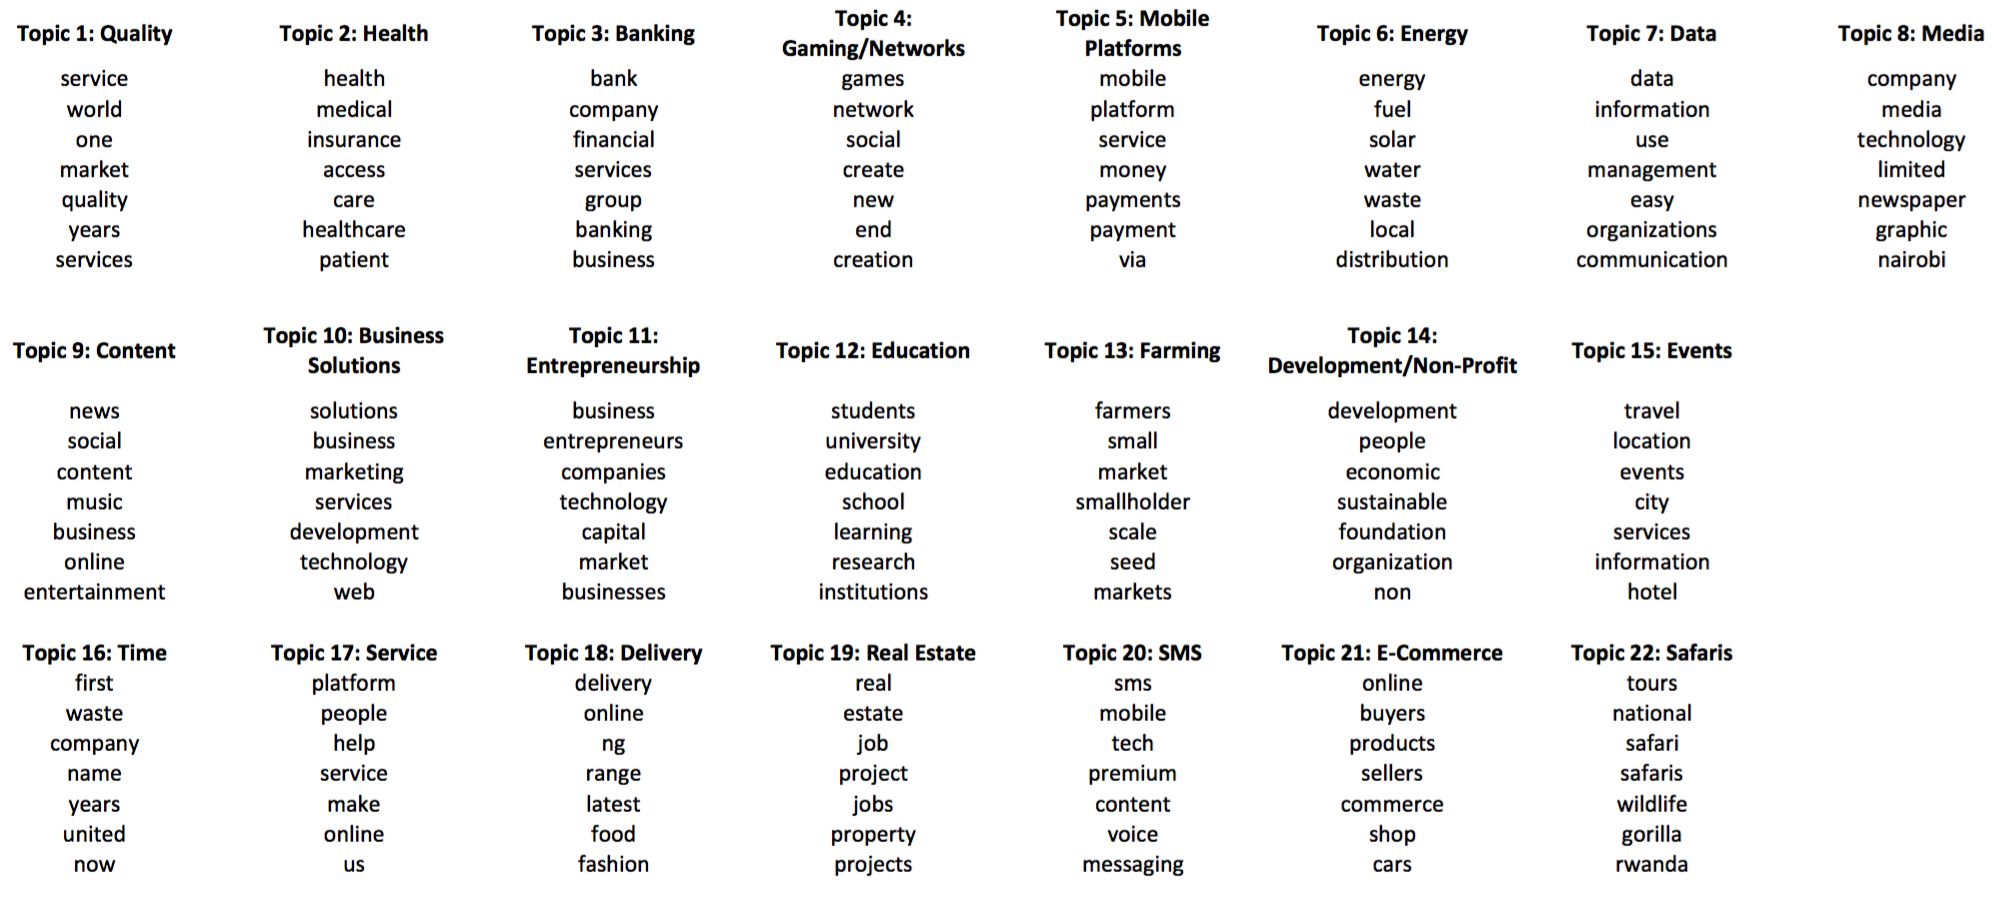 Topic 1: Quality
service
world
one
market
quality
years
services
Topic 2: Health
health
medical
insurance
access
care
healthcare
patient
Topic 3: Banking
bank
company
financial
services
group
banking
business
Topic 4:
Gaming/Networks
games
network
social
create
new
end
creation
Topic 5: Mobile
Platforms
mobile
platform
service
money
payments
payment
via
Topic 6: Energy
energy
fuel
solar
water
waste
local
distribution
Topic 7: Data
data
information
use
management
easy
organizations
communication
Topic 8: Media
company
media
technology
limited
newspaper
graphic
nairobi
Topic 9: Content
news
social
content
music
business
online
entertainment
Topic 10: Business
Solutions
solutions
business
marketing
services
development
technology
web
Topic 11:
Entrepreneurship
business
entrepreneurs
companies
technology
capital
market
businesses
Topic 12: Education
students
university
education
school
learning
research
institutions
Topic 13: Farming
farmers
small
market
smallholder
scale
seed
markets
Topic 14:
Development/Non-Profit
development
people
economic
sustainable
foundation
organization
non
Topic 15: Events
travel
location
events
city
services
information
hotel
Topic 16: Time
first
waste
company
name
years
united
now
Topic 17: Service
platform
people
help
service
make
online
us
Topic 18: Delivery
delivery
online
ng
range
latest
food
fashion
Topic 19: Real Estate
real
estate
job
project
jobs
property
projects
Topic 20: SMS
sms
mobile
tech
premium
content
voice
messaging
Topic 21: E-Commerce
online
buyers
products
sellers
commerce
shop
cars
Topic 22: Safaris
tours
national
safari
safaris
wildlife
gorilla
rwanda